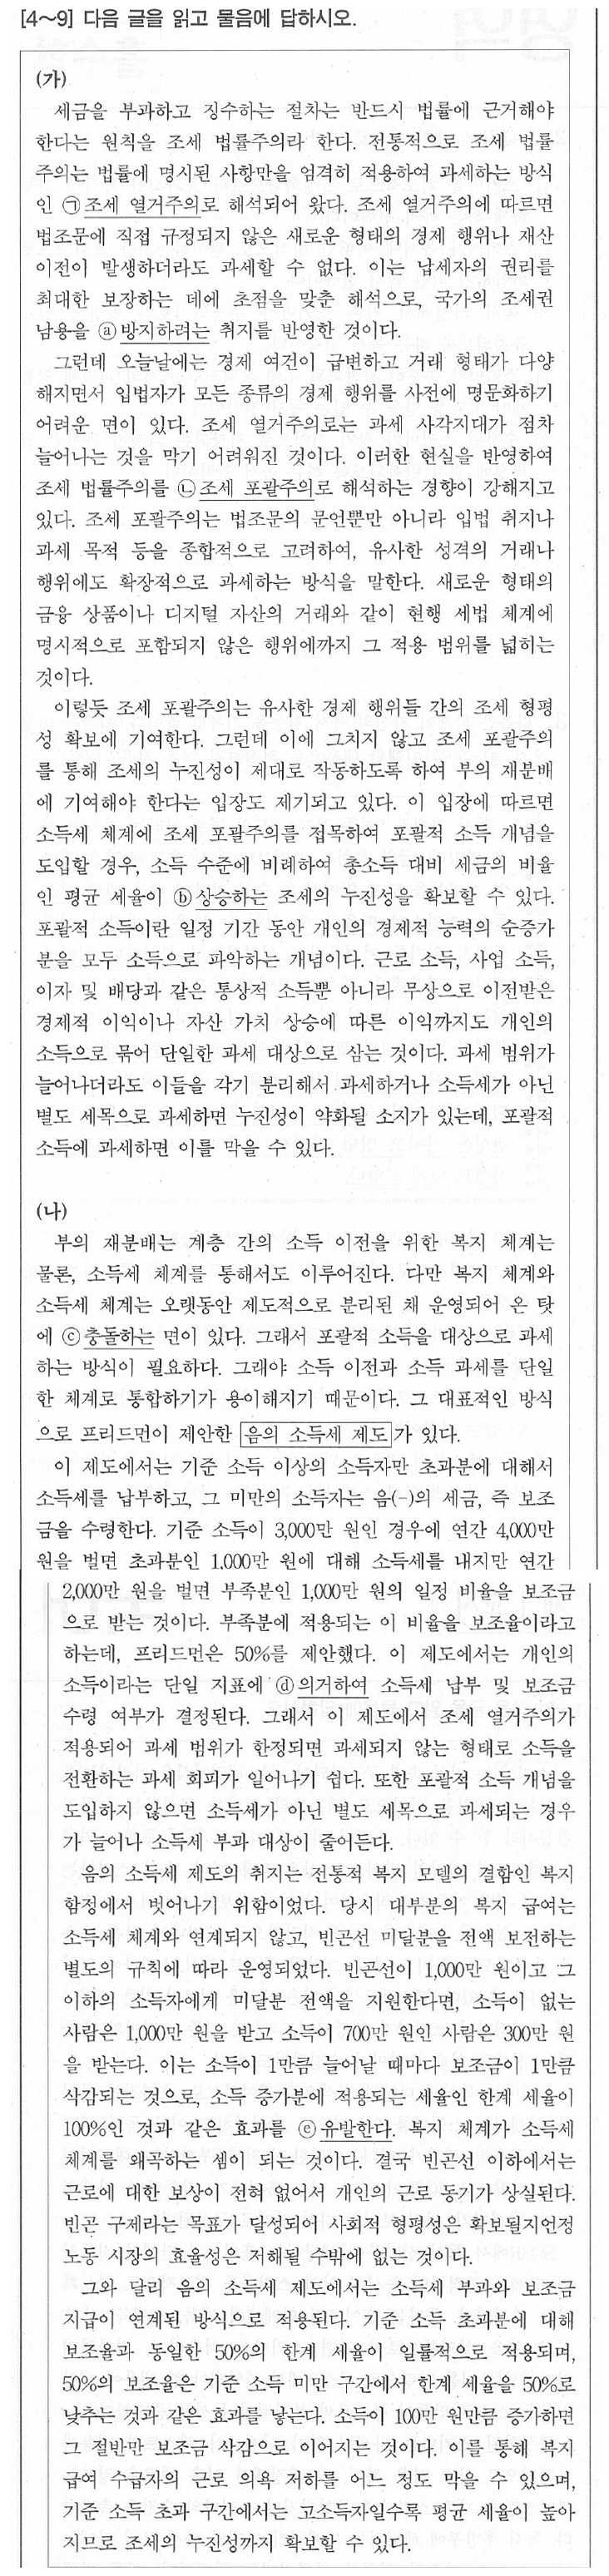 [4~9] 다음 글을 읽고 물음에 답하시오.
(가)
세금을 부과하고 징수하는 절차는 반드시 법률에 근거해야
한다는 원칙을 조세 법률주의라 한다. 전통적으로 조세 법률
주의는 법률에 명시된 사항만을 엄격히 적용하여 과세하는 방식
인 ㉠조세 열거주의로 해석되어 왔다. 조세 열거주의에 따르면
법조문에 직접 규정되지 않은 새로운 형태의 경제 행위나 재산
이전이 발생하더라도 과세할 수 없다. 이는 납세자의 권리를
최대한 보장하는 데에 초점을 맞춘 해석으로, 국가의 조세권
남용을 ⓐ방지하려는 취지를 반영한 것이다.
그런데 오늘날에는 경제 여건이 급변하고 거래 형태가 다양
해지면서 입법자가 모든 종류의 경제 행위를 사전에 명문화하기
어려운 면이 있다. 조세 열거주의로는 과세 사각지대가 점차
늘어나는 것을 막기 어려워진 것이다. 이러한 현실을 반영하여
조세 법률주의를 ㉡조세 포괄주의로 해석하는 경향이 강해지고
있다. 조세 포괄주의는 법조문의 문언뿐만 아니라 입법 취지나
과세 목적 등을 종합적으로 고려하여, 유사한 성격의 거래나
행위에도 확장적으로 과세하는 방식을 말한다. 새로운 형태의
금융 상품이나 디지털 자산의 거래와 같이 현행 세법 체계에
명시적으로 포함되지 않은 행위에까지 그 적용 범위를 넓히는
것이다.
이렇듯 조세 포괄주의는 유사한 경제 행위들 간의 조세 형평
성 확보에 기여한다. 그런데 이에 그치지 않고 조세 포괄주의
를 통해 조세의 누진성이 제대로 작동하도록 하여 부의 재분배
에 기여해야 한다는 입장도 제기되고 있다. 이 입장에 따르면
소득세 체계에 조세 포괄주의를 접목하여 포괄적 소득 개념을
도입할 경우, 소득 수준에 비례하여 총소득 대비 세금의 비율
인 평균 세율이 ⓑ상승하는 조세의 누진성을 확보할 수 있다.
포괄적 소득이란 일정 기간 동안 개인의 경제적 능력의 순증가
분을 모두 소득으로 파악하는 개념이다. 근로 소득, 사업 소득,
이자 및 배당과 같은 통상적 소득뿐 아니라 무상으로 이전받은
경제적 이익이나 자산 가치 상승에 따른 이익까지도 개인의
소득으로 묶어 단일한 과세 대상으로 삼는 것이다. 과세 범위가
늘어나더라도 이들을 각기 분리해서 과세하거나 소득세가 아닌
별도 세목으로 과세하면 누진성이 약화될 소지가 있는데, 포괄적
소득에 과세하면 이를 막을 수 있다.
(나)
부의 재분배는 계층 간의 소득 이전을 위한 복지 체계는
물론, 소득세 체계를 통해서도 이루어진다. 다만 복지 체계와
소득세 체계는 오랫동안 제도적으로 분리된 채 운영되어 온 탓
에 ⓒ충돌하는 면이 있다. 그래서 포괄적 소득을 대상으로 과세
하는 방식이 필요하다. 그래야 소득 이전과 소득 과세를 단일
한 체계로 통합하기가 용이해지기 때문이다. 그 대표적인 방식
으로 프리드먼이 제안한 음의 소득세 제도가 있다.
이 제도에서는 기준 소득 이상의 소득자만 초과분에 대해서
소득세를 납부하고, 그 미만의 소득자는 음(-)의 세금, 즉 보조
금을 수령한다. 기준 소득이 3,000만 원인 경우에 연간 4,000만
원을 벌면 초과분인 1,000만 원에 대해 소득세를 내지만 연간
2,000만 원을 벌면 부족분인 1,000만 원의 일정 비율을 보조금
으로 받는 것이다. 부족분에 적용되는 이 비율을 보조율이라고
하는데, 프리드먼은 50%를 제안했다. 이 제도에서는 개인의
소득이라는 단일 지표에 ⓓ의거하여 소득세 납부 및 보조금
수령 여부가 결정된다. 그래서 이 제도에서 조세 열거주의가
적용되어 과세 범위가 한정되면 과세되지 않는 형태로 소득을
전환하는 과세 회피가 일어나기 쉽다. 또한 포괄적 소득 개념을
도입하지 않으면 소득세가 아닌 별도 세목으로 과세되는 경우
가 늘어나 소득세 부과 대상이 줄어든다.
음의 소득세 제도의 취지는 전통적 복지 모델의 결함인 복지
함정에서 벗어나기 위함이었다. 당시 대부분의 복지 급여는
소득세 체계와 연계되지 않고, 빈곤선 미달분을 전액 보전하는
별도의 규칙에 따라 운영되었다. 빈곤선이 1,000만 원이고 그
이하의 소득자에게 미달분 전액을 지원한다면, 소득이 없는
사람은 1,000만 원을 받고 소득이 700만 원인 사람은 300만 원
을 받는다. 이는 소득이 1만큼 늘어날 때마다 보조금이 1만큼
삭감되는 것으로, 소득 증가분에 적용되는 세율인 한계 세율이
100%인 것과 같은 효과를 ⓔ유발한다. 복지 체계가 소득세
체계를 왜곡하는 셈이 되는 것이다. 결국 빈곤선 이하에서는
근로에 대한 보상이 전혀 없어서 개인의 근로 동기가 상실된다.
빈곤 구제라는 목표가 달성되어 사회적 형평성은 확보될지언정
노동 시장의 효율성은 저해될 수밖에 없는 것이다.
그와 달리 음의 소득세 제도에서는 소득세 부과와 보조금
지급이 연계된 방식으로 적용된다. 기준 소득 초과분에 대해
보조율과 동일한 50%의 한계 세율이 일률적으로 적용되며,
50%의 보조율은 기준 소득 미만 구간에서 한계 세율을 50%로
낮추는 것과 같은 효과를 낳는다. 소득이 100만 원만큼 증가하면
그 절반만 보조금 삭감으로 이어지는 것이다. 이를 통해 복지
급여 수급자의 근로 의욕 저하를 어느 정도 막을 수 있으며,
기준 소득 초과 구간에서는 고소득자일수록 평균 세율이 높아
지므로 조세의 누진성까지 확보할 수 있다.